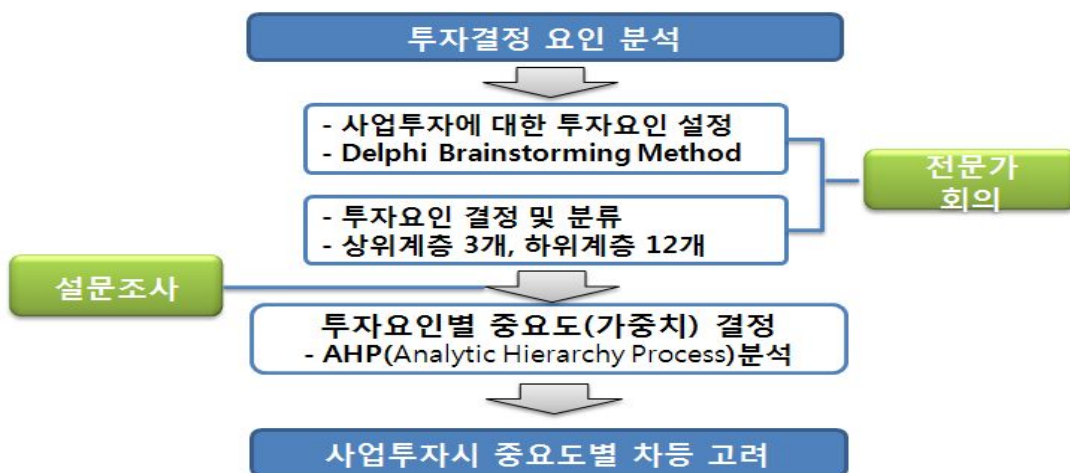 투자결정 요인 분석
- 사업투자에 대한 투자요인 설정
- Delphi Brainstorming Method
전문가
회의
- 투자요인 결정 및 분류
- 상위계층 3개, 하위계층 12개
설문조사
투자요인별 중요도(가중치) 결정
- AHP(Analytic Hierarchy Process)분석
사업투자시 중요도별 차등 고려